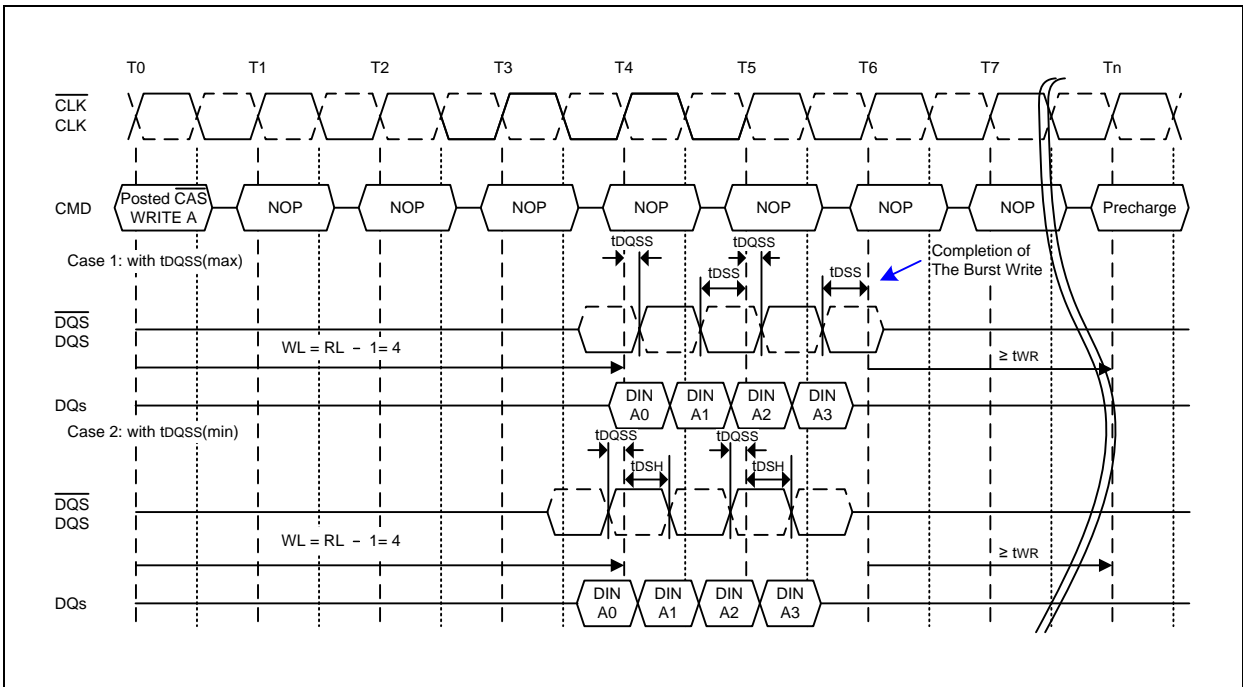 T0 T1 T2 T3 T4 T5 T6 T7 Tn
CLK
CLK
CMD
Posted CAS
WRITE A
NOP NOP NOP NOP NOP NOP NOP Precharge
Case 1: with tDQSS(max)
tDQSS tDQSS
Completion of
The Burst Write
tDSS tDSS
DQS
DQS
WL = RL - 1= 4
≥ tWR
DQs
DIN DIN DIN DIN
A0 A1 A2 A3
Case 2: with tDQSS(min)
tDQSS tDQSS
tDSH tDSH
DQS
DQS
WL = RL - 1= 4
≥ tWR
DQs
DIN DIN DIN DIN
A0 A1 A2 A3